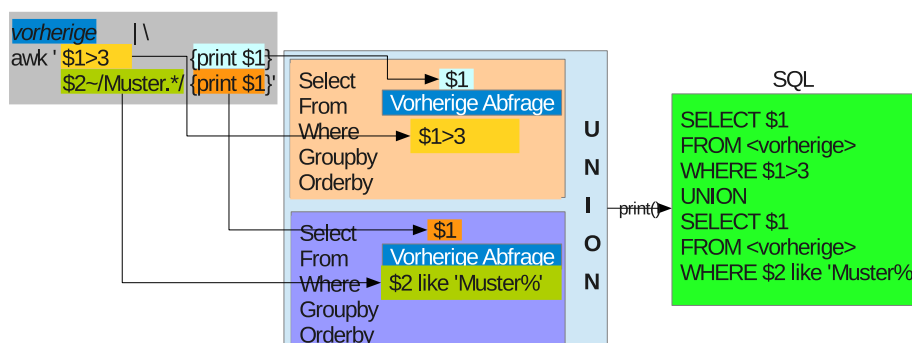 vorherige | \
awk ' $1>3 {print $1}
$2~/Muster.*/ {print $1}'
Select $1
From Vorherige Abfrage
Where $1>3
Groupby
Orderby
Select $1
From Vorherige Abfrage
Where $2 like 'Muster%'
Groupby
Orderby
U
N
I
O
N
print()
SQL
SELECT $1
FROM <vorherige>
WHERE $1>3
UNION
SELECT $1
FROM <vorherige>
WHERE $2 like 'Muster%